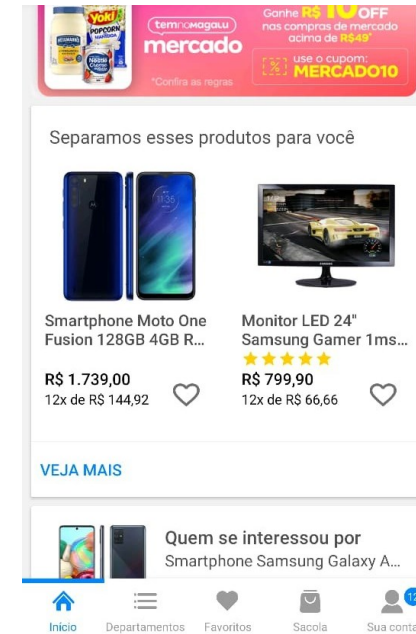 HELLMANN'S
Yoki
POPCORN
MANTEIGA
Nestlé
temnoMagalu
mercado
*Confira as regras
Ganhe R$ 10 OFF
nas compras de mercado
acima de R$49*
use o cupom:
MERCADO10
Separamos esses produtos para você
Smartphone Moto One
Fusion 128GB 4GB R...
R$ 1.739,00
12x de R$ 144,92
Monitor LED 24"
Samsung Gamer 1ms...
R$ 799,90
12x de R$ 66,66
VEJA MAIS
Quem se interessou por
Smartphone Samsung Galaxy A...
Início
Departamentos
Favoritos
Sacola
Sua conta
12